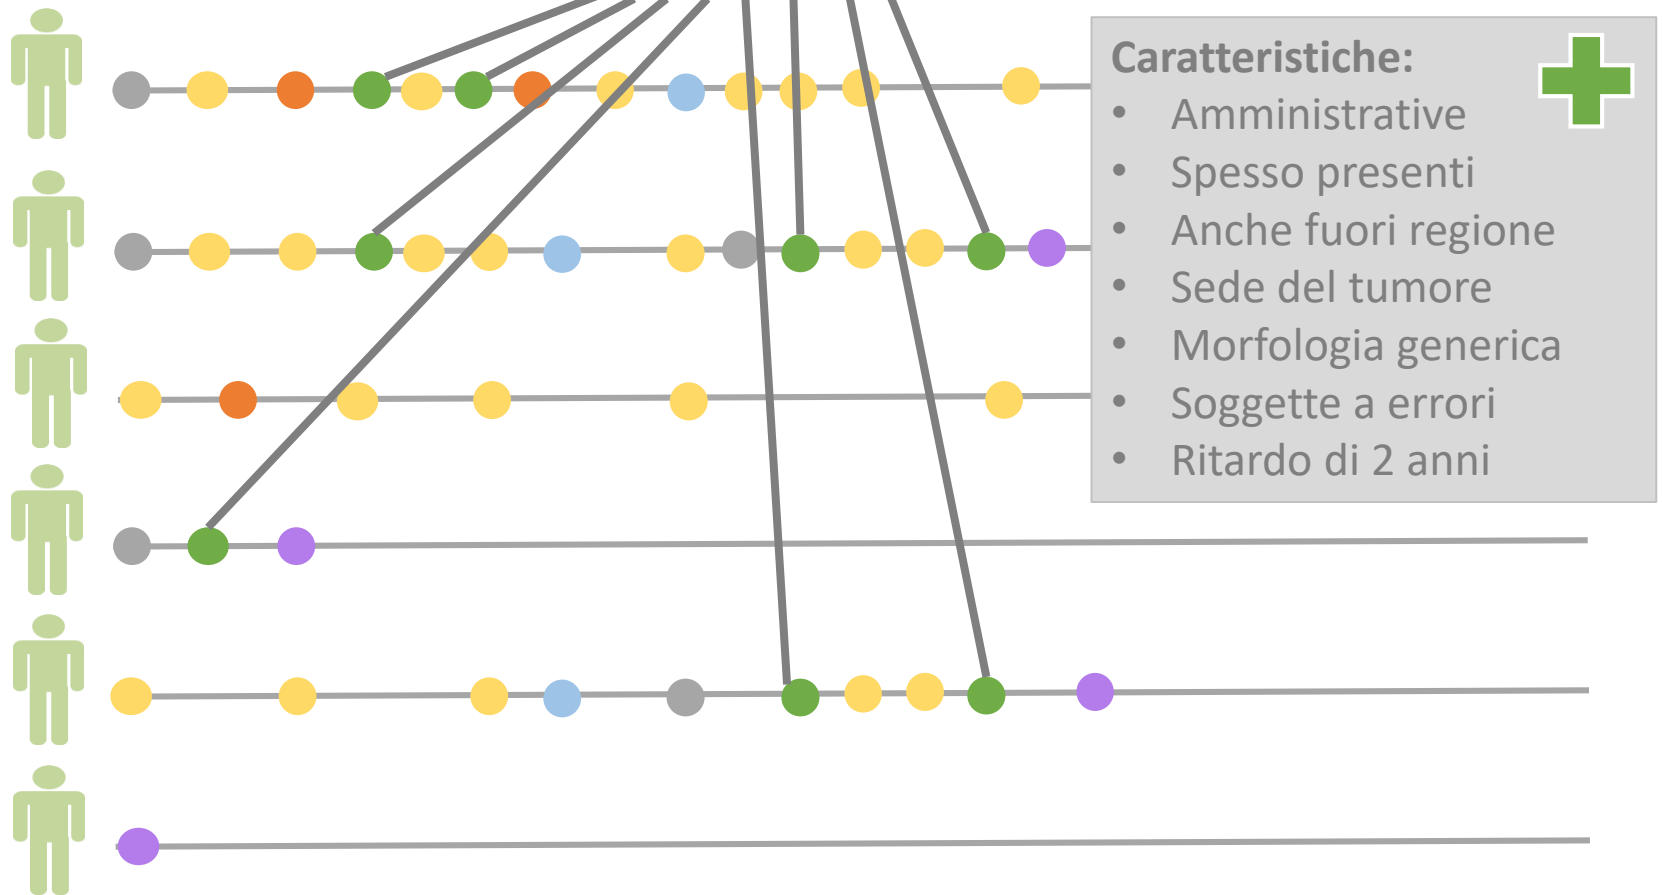 Caratteristiche:
• Amministrative
• Spesso presenti
• Anche fuori regione
• Sede del tumore
• Morfologia generica
• Soggette a errori
• Ritardo di 2 anni